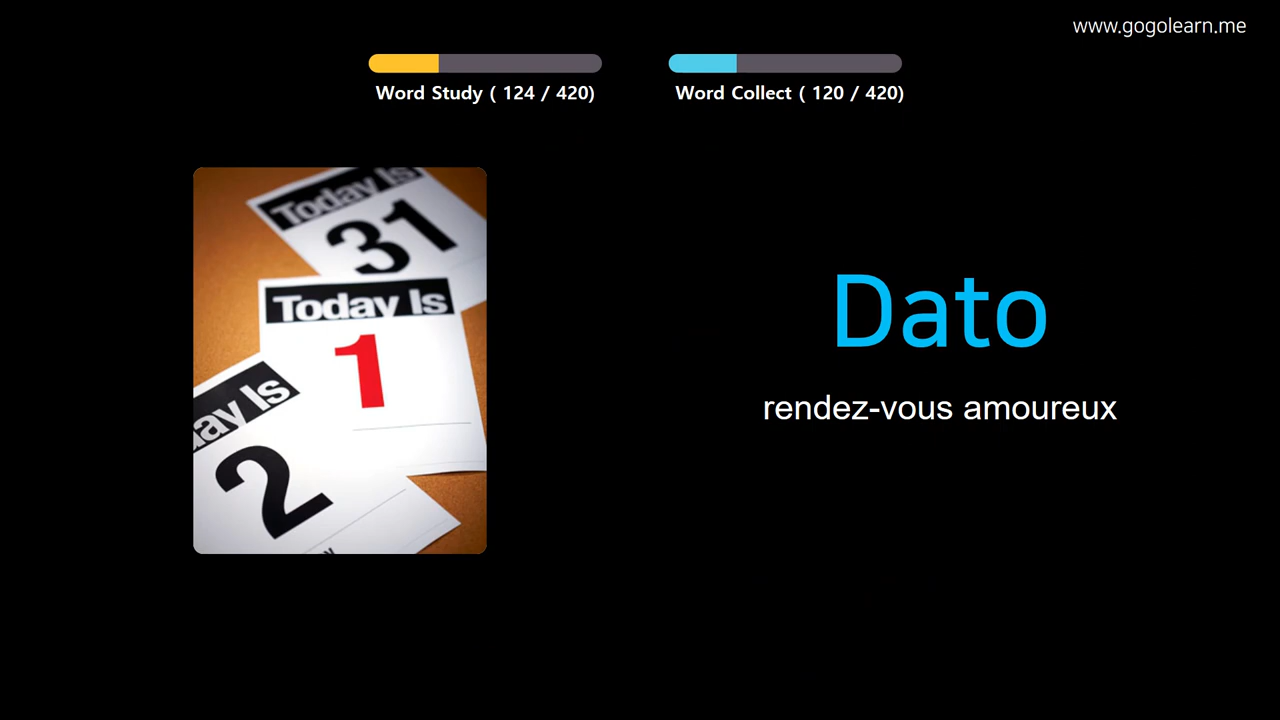 www.gogolearn.me
Word Study ( 124 / 420)
Word Collect ( 120 / 420)
Today Is
31
Today Is
1
ay Is
2
Dato
rendez-vous amoureux